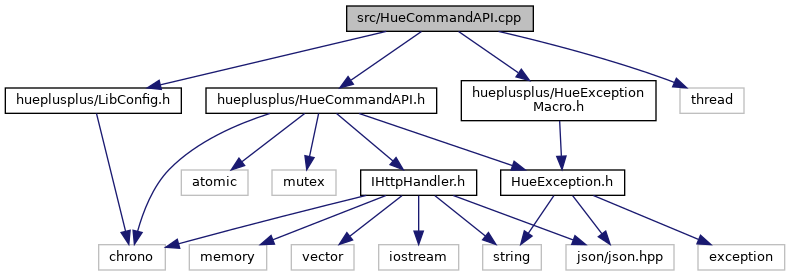 src/HueCommandAPI.cpp
hueplusplus/LibConfig.h
hueplusplus/HueCommandAPI.h
hueplusplus/HueException
Macro.h
thread
atomic
mutex
IHttpHandler.h
HueException.h
chrono
memory
vector
iostream
string
json/json.hpp
exception